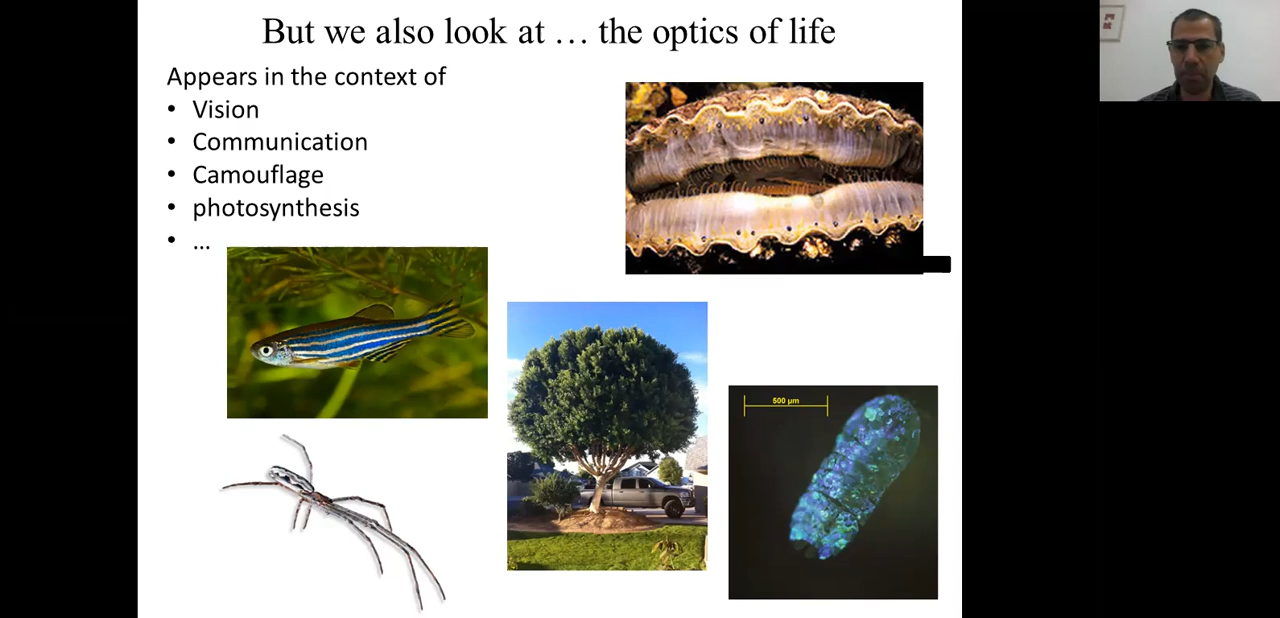 But we also look at … the optics of life
Appears in the context of
• Vision
• Communication
• Camouflage
• photosynthesis
• …
500 µm